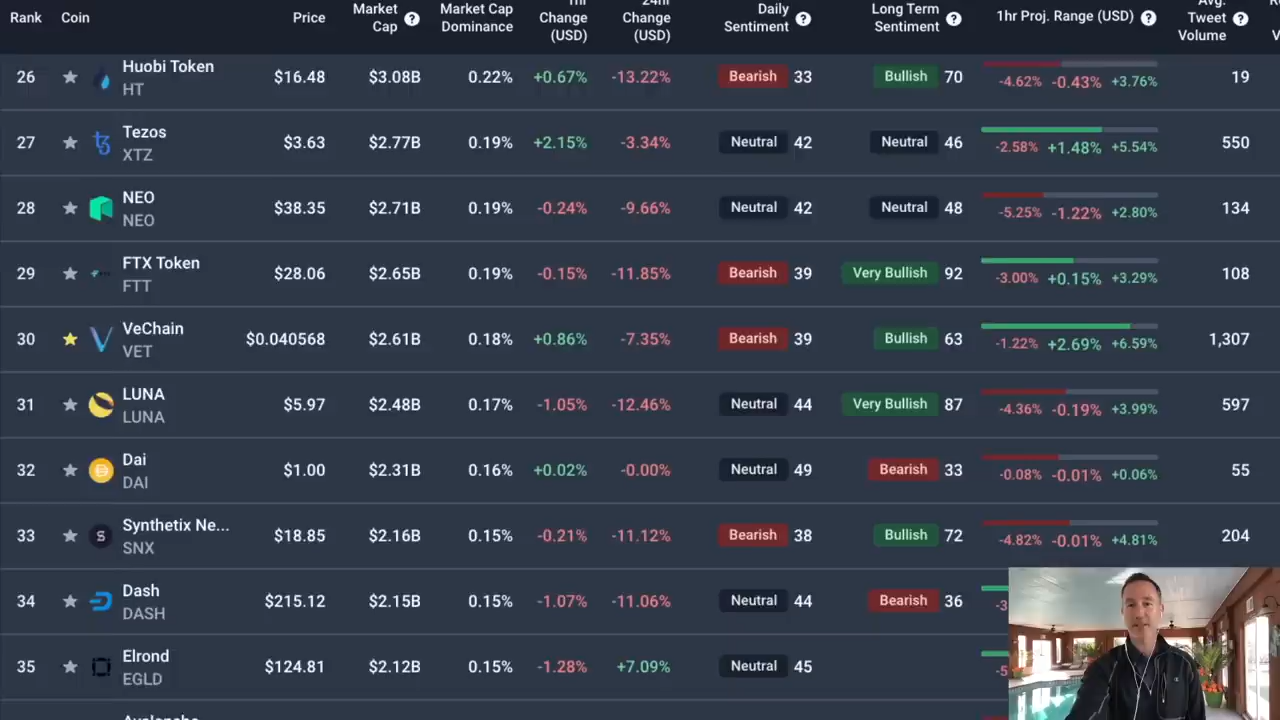 Rank Coin Price Market Cap Market Cap Dominance 1hr Change (USD) 24hr Change (USD) Daily Sentiment Long Term Sentiment 1hr Proj. Range (USD) Avg. Tweet Volume
26 Huobi Token HT $16.48 $3.08B 0.22% +0.67% -13.22% Bearish 33 Bullish 70 -4.62% -0.43% +3.76% 19
27 Tezos XTZ $3.63 $2.77B 0.19% +2.15% -3.34% Neutral 42 Neutral 46 -2.58% +1.48% +5.54% 550
28 NEO NEO $38.35 $2.71B 0.19% -0.24% -9.66% Neutral 42 Neutral 48 -5.25% -1.22% +2.80% 134
29 FTX Token FTT $28.06 $2.65B 0.19% -0.15% -11.85% Bearish 39 Very Bullish 92 -3.00% +0.15% +3.29% 108
30 VeChain VET $0.040568 $2.61B 0.18% +0.86% -7.35% Bearish 39 Bullish 63 -1.22% +2.69% +6.59% 1,307
31 LUNA LUNA $5.97 $2.48B 0.17% -1.05% -12.46% Neutral 44 Very Bullish 87 -4.36% -0.19% +3.99% 597
32 Dai DAI $1.00 $2.31B 0.16% +0.02% -0.00% Neutral 49 Bearish 33 -0.08% -0.01% +0.06% 55
33 Synthetix Ne... SNX $18.85 $2.16B 0.15% -0.21% -11.12% Bearish 38 Bullish 72 -4.82% -0.01% +4.81% 204
34 Dash DASH $215.12 $2.15B 0.15% -1.07% -11.06% Neutral 44 Bearish 36 -3
35 Elrond EGLD $124.81 $2.12B 0.15% -1.28% +7.09% Neutral 45 -5